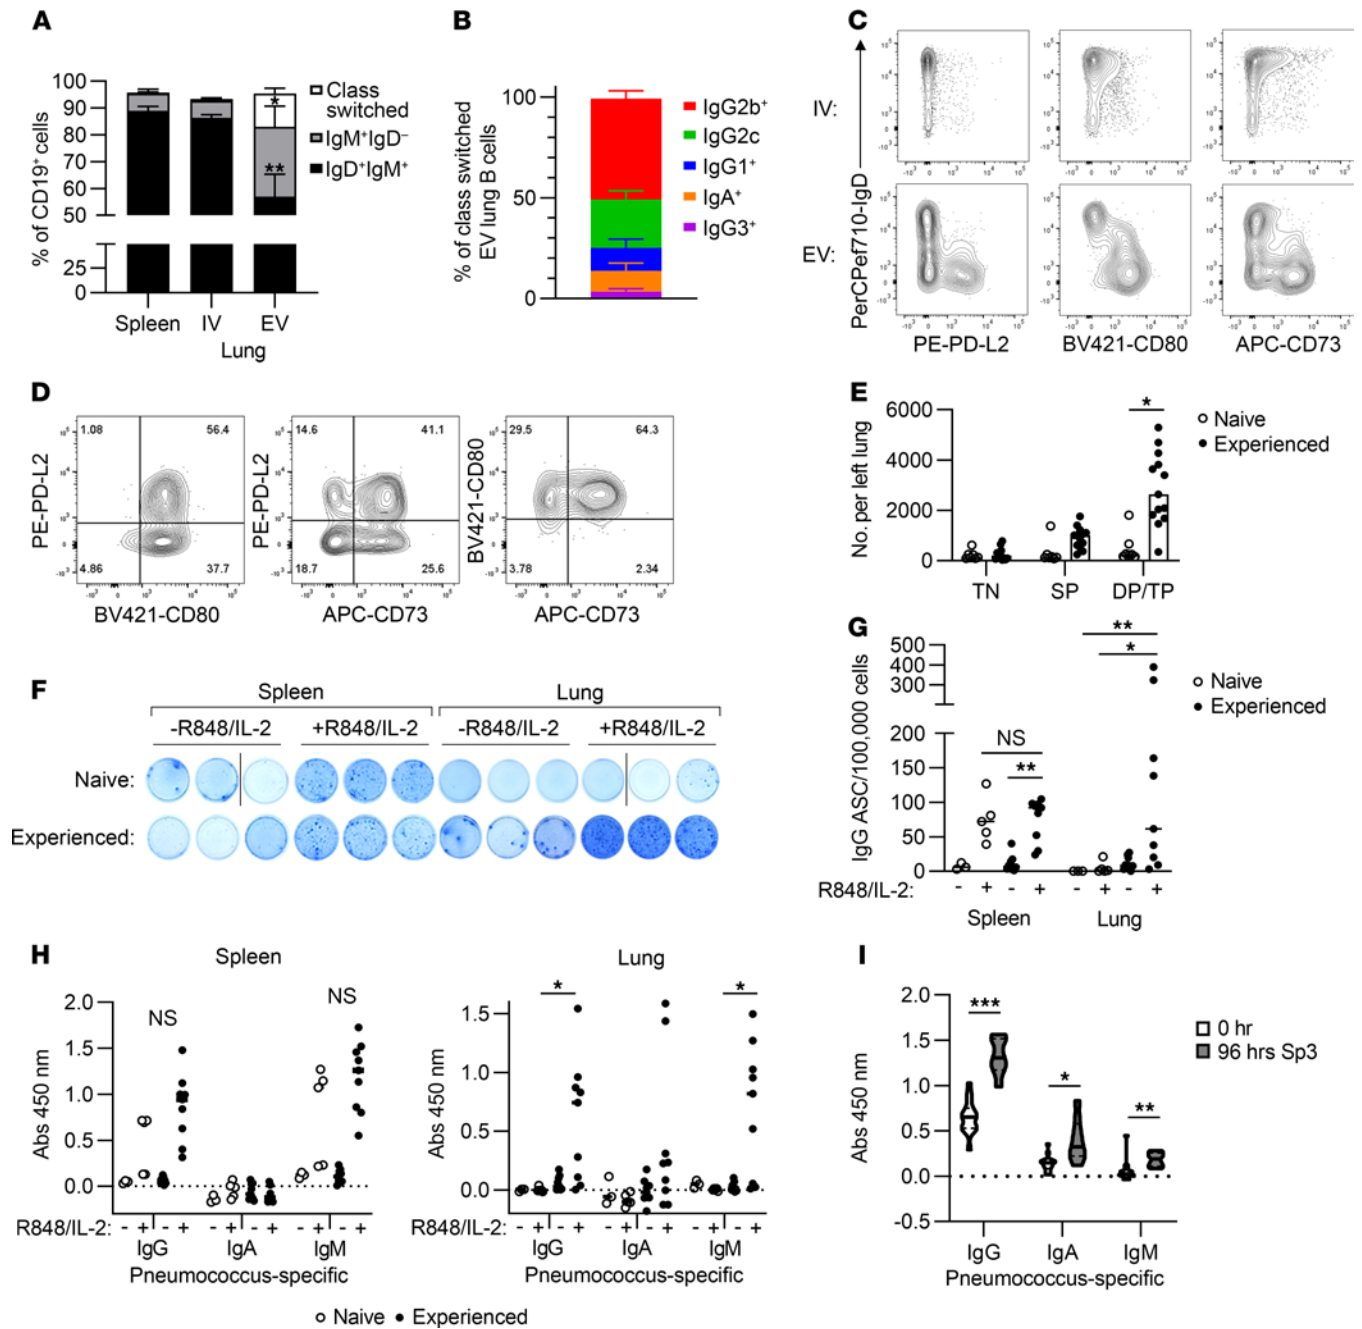 A
% of CD19+ cells
100
90
80
70
60
50
25
0
Spleen
IV
EV
Lung
Class
switched
IgM+IgD–
IgD+IgM+
*
**
B
% of class switched
EV lung B cells
100
50
0
IgG2b+
IgG2c
IgG1+
IgA+
IgG3+
C
IV:
EV:
PerCPef710-IgD
PE-PD-L2
BV421-CD80
APC-CD73
D
PE-PD-L2
1.08
56.4
4.86
37.7
BV421-CD80
PE-PD-L2
14.6
41.1
18.7
25.6
APC-CD73
BV421-CD80
29.5
64.3
3.78
2.34
APC-CD73
E
No. per left lung
6000
4000
2000
0
TN
SP
DP/TP
*
Naive
Experienced
F
Spleen
Lung
-R848/IL-2
+R848/IL-2
-R848/IL-2
+R848/IL-2
Naive:
Experienced:
G
IgG ASC/100,000 cells
500
400
300
200
150
100
50
0
NS
**
**
*
Naive
Experienced
R848/IL-2:
- + - + - + - +
Spleen
Lung
H
Spleen
Abs 450 nm
2.0
1.5
1.0
0.5
0.0
NS
NS
R848/IL-2:
- + - + - + - + - + - +
IgG
IgA
IgM
Pneumococcus-specific
Lung
Abs 450 nm
1.5
1.0
0.5
0.0
*
*
R848/IL-2:
- + - + - + - + - + - +
IgG
IgA
IgM
Pneumococcus-specific
Naive
Experienced
I
Abs 450 nm
2.0
1.5
1.0
0.5
0.0
-0.5
***
*
**
0 hr
96 hrs Sp3
IgG
IgA
IgM
Pneumococcus-specific